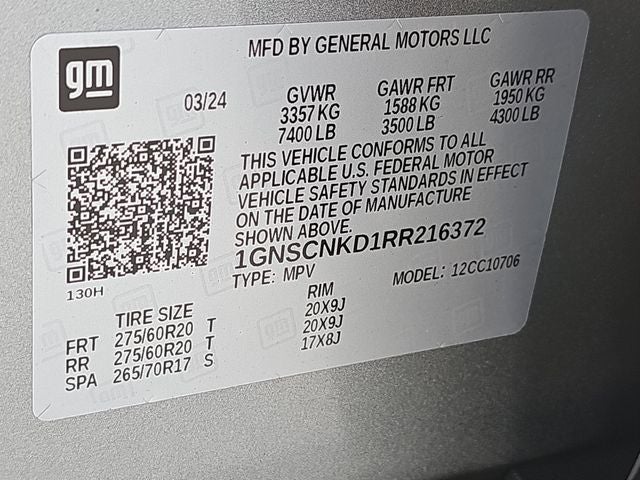 gm
MFD BY GENERAL MOTORS LLC
03/24
GVWR GAWR FRT GAWR RR
3357 KG 1588 KG 1950 KG
7400 LB 3500 LB 4300 LB
THIS VEHICLE CONFORMS TO ALL
APPLICABLE U.S. FEDERAL MOTOR
VEHICLE SAFETY STANDARDS IN EFFECT
ON THE DATE OF MANUFACTURE
SHOWN ABOVE.
1GNSCNKD1RR216372
TYPE: MPV MODEL: 12CC10706
130H
TIRE SIZE RIM
FRT 275/60R20 T 20X9J
RR 275/60R20 T 20X9J
SPA 265/70R17 S 17X8J